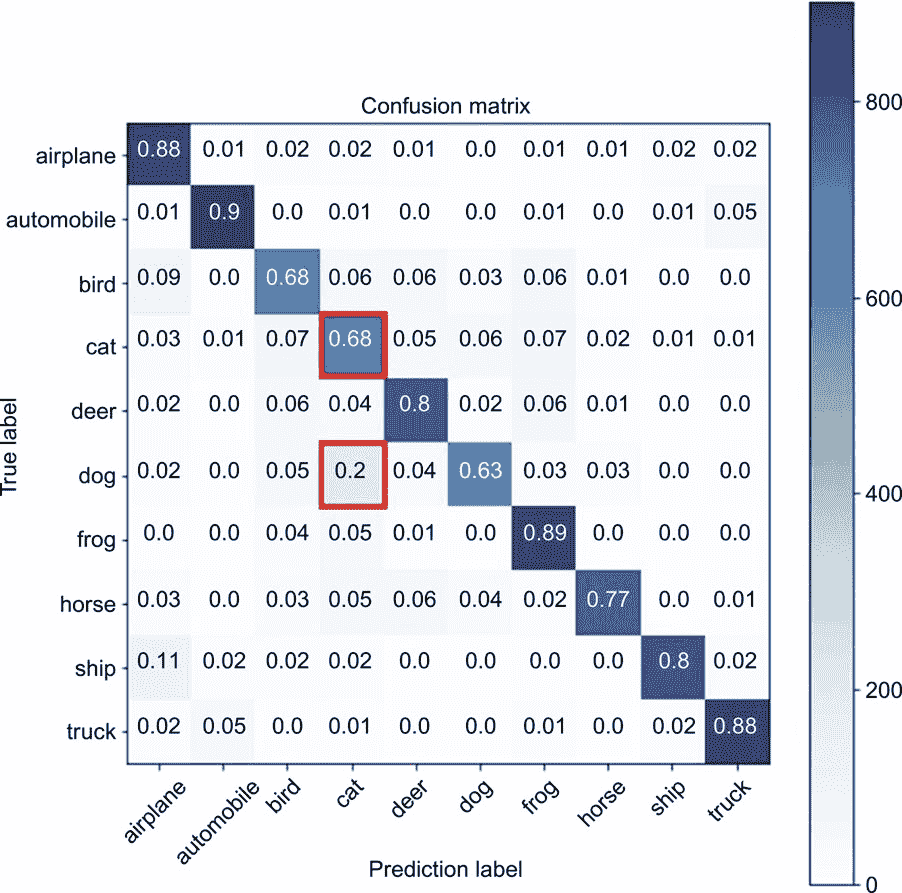 Confusion matrix
airplane 0.88 0.01 0.02 0.02 0.01 0.0 0.01 0.01 0.02 0.02
automobile 0.01 0.9 0.0 0.01 0.0 0.0 0.01 0.0 0.01 0.05
bird 0.09 0.0 0.68 0.06 0.06 0.03 0.06 0.01 0.0 0.0
cat 0.03 0.01 0.07 0.68 0.05 0.06 0.07 0.02 0.01 0.01
deer 0.02 0.0 0.06 0.04 0.8 0.02 0.06 0.01 0.0 0.0
dog 0.02 0.0 0.05 0.2 0.04 0.63 0.03 0.03 0.0 0.0
frog 0.0 0.0 0.04 0.05 0.01 0.0 0.89 0.0 0.0 0.0
horse 0.03 0.0 0.03 0.05 0.06 0.04 0.02 0.77 0.0 0.01
ship 0.11 0.02 0.02 0.02 0.0 0.0 0.0 0.0 0.8 0.02
truck 0.02 0.05 0.0 0.01 0.0 0.0 0.01 0.0 0.02 0.88
airplane automobile bird cat deer dog frog horse ship truck
True label
Prediction label
800
600
400
200
0